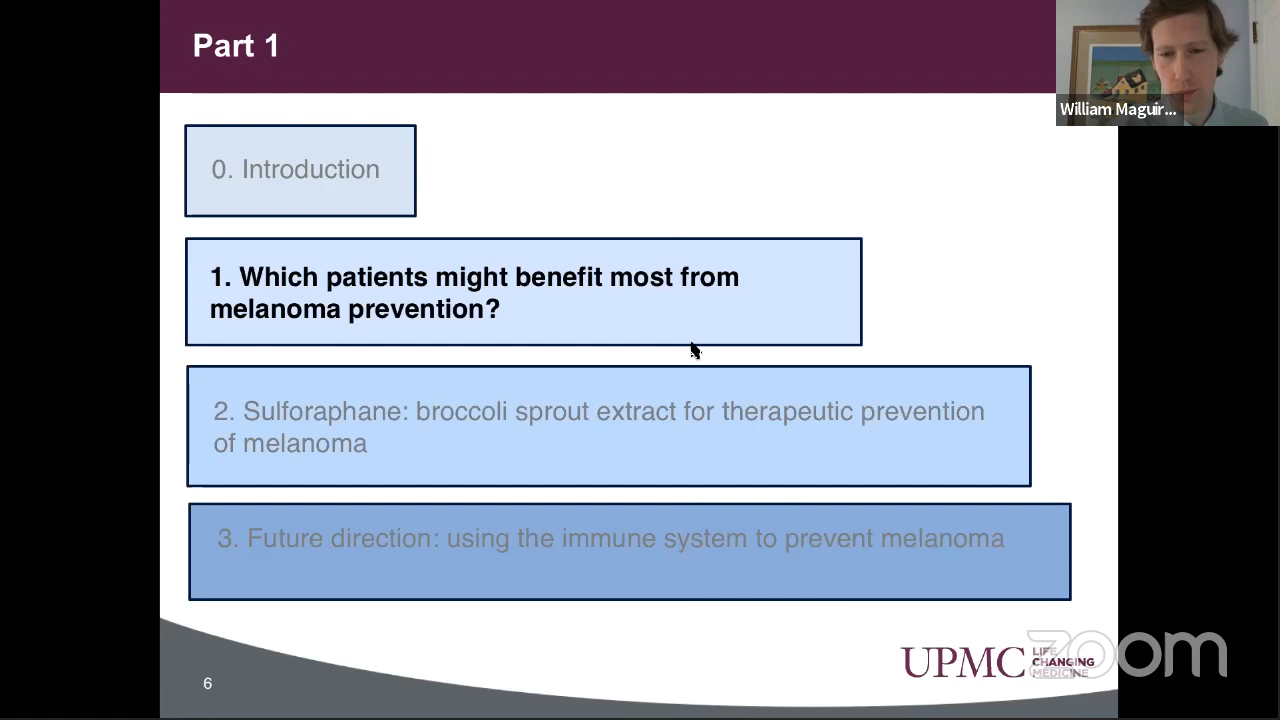 Part 1
William Maguir...
0. Introduction
1. Which patients might benefit most from
melanoma prevention?
2. Sulforaphane: broccoli sprout extract for therapeutic prevention
of melanoma
3. Future direction: using the immune system to prevent melanoma
UPMC LIFE
CHANGING
MEDICINE
zoom
6